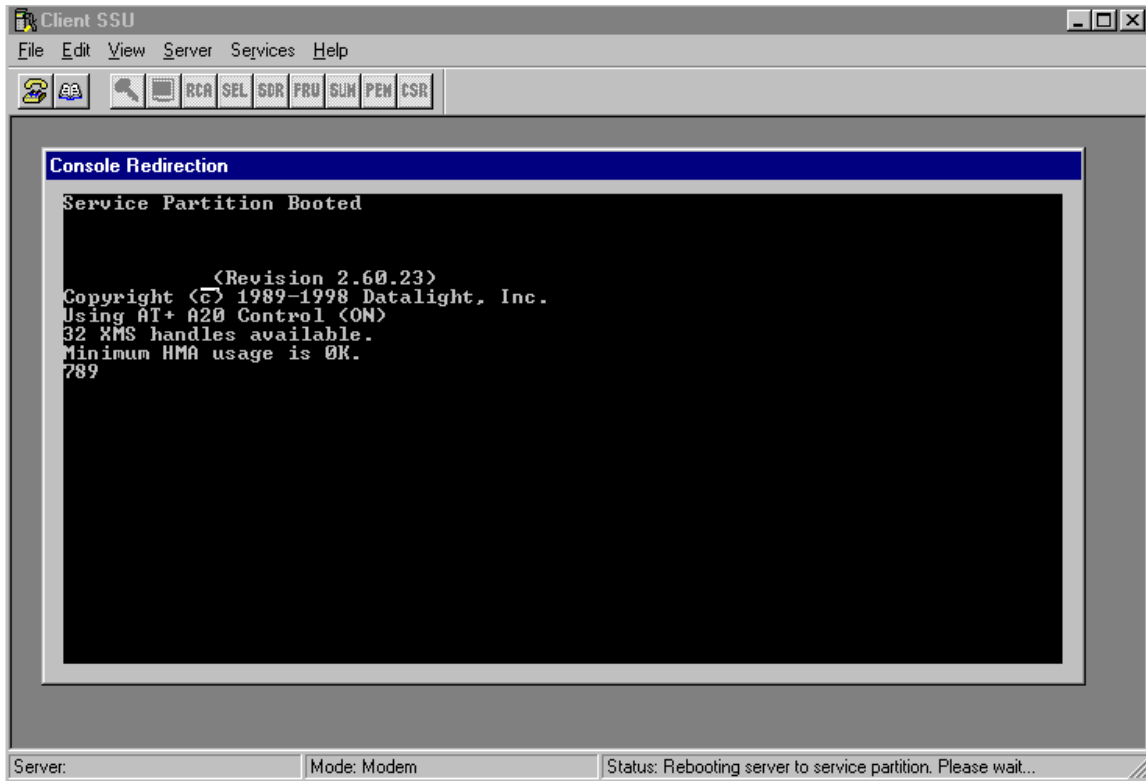 Client SSU
File Edit View Server Services Help
RCA SEL SDR FRU SUM PEM CSR
Console Redirection
Service Partition Booted
(Revision 2.60.23)
Copyright (c) 1989-1998 Datalight, Inc.
Using AT+ A20 Control (ON)
32 XMS handles available.
Minimum HMA usage is 0K.
789
Server: Mode: Modem Status: Rebooting server to service partition. Please wait...